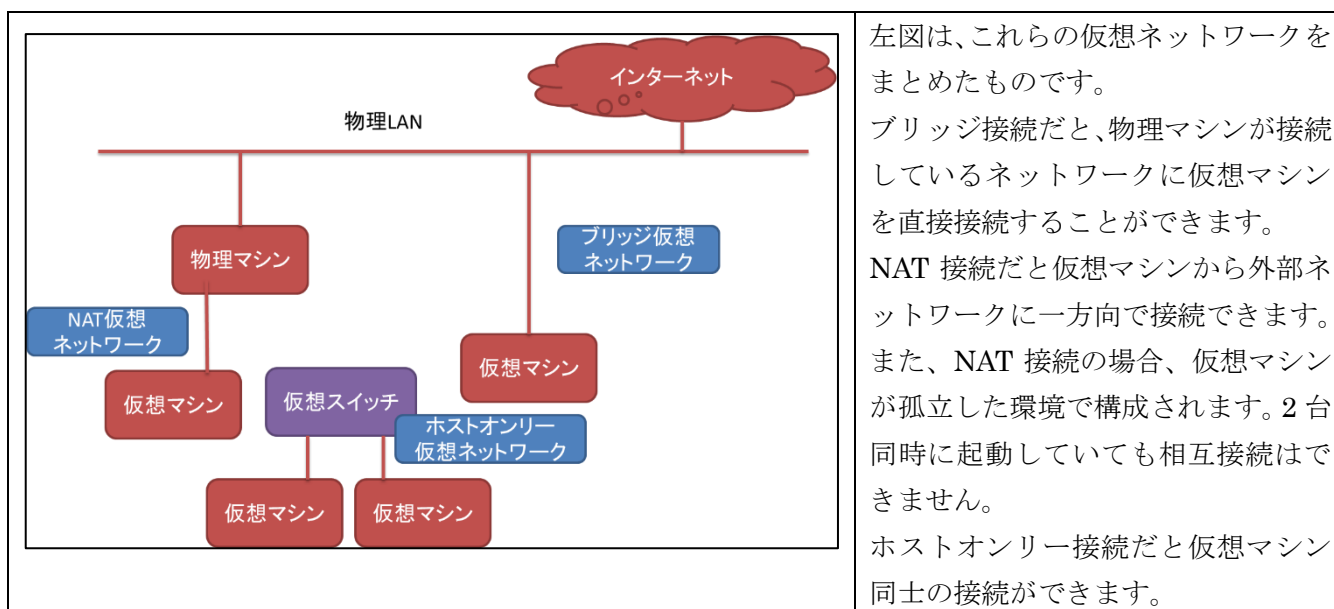 インターネット
物理LAN
物理マシン
ブリッジ仮想
ネットワーク
NAT仮想
ネットワーク
仮想マシン
仮想マシン
仮想スイッチ
ホストオンリー
仮想ネットワーク
仮想マシン
仮想マシン
左図は、これらの仮想ネットワークを
まとめたものです。
ブリッジ接続だと、物理マシンが接続
しているネットワークに仮想マシン
を直接接続することができます。
NAT 接続だと仮想マシンから外部ネ
ットワークに一方向で接続できます。
また、NAT 接続の場合、仮想マシン
が孤立した環境で構成されます。2 台
同時に起動していても相互接続はで
きません。
ホストオンリー接続だと仮想マシン
同士の接続ができます。